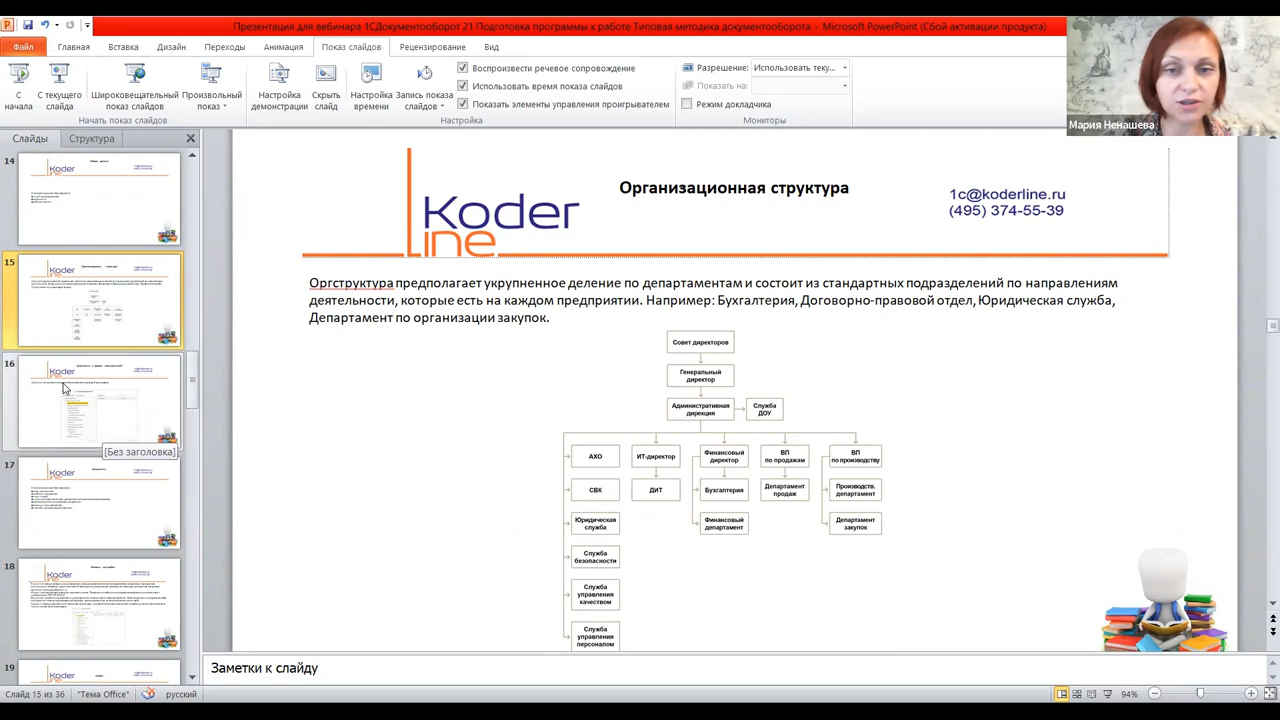 Презентация для вебинара 1СДокументооборот 21 Подготовка программы к работе Типовая методика документооборота - Microsoft PowerPoint (Сбой активации продукта)
Файл
Главная
Вставка
Дизайн
Переходы
Анимация
Показ слайдов
Рецензирование
Вид
С начала
С текущего слайда
Широковещательный показ слайдов
Произвольный показ
Начать показ слайдов
Настройка демонстрации
Скрыть слайд
Настройка времени
Запись показа слайдов
Воспроизвести речевое сопровождение
Использовать время показа слайдов
Показать элементы управления проигрывателем
Настройка
Разрешение:
Использовать теку...
Показать на:
Режим докладчика
Мониторы
Мария Ненашева
Слайды
Структура
14
15
16
[Без заголовка]
17
18
19
Koder
line
Организационная структура
1c@koderline.ru
(495) 374-55-39
Оргструктура предполагает укрупненное деление по департаментам и состоит из стандартных подразделений по направлениям
деятельности, которые есть на каждом предприятии. Например: Бухгалтерия, Договорно-правовой отдел, Юридическая служба,
Департамент по организации закупок.
Совет директоров
Генеральный
директор
Административная
дирекция
Служба
ДОУ
АХО
ИТ-директор
Финансовый
директор
ВП
по продажам
ВП
по производству
СВК
ДИТ
Бухгалтерия
Департамент
продаж
Производств.
департамент
Юридическая
служба
Финансовый
департамент
Департамент
закупок
Служба
безопасности
Служба
управления
качеством
Служба
управления
персоналом
Заметки к слайду
Слайд 15 из 36
"Тема Office"
русский
94%